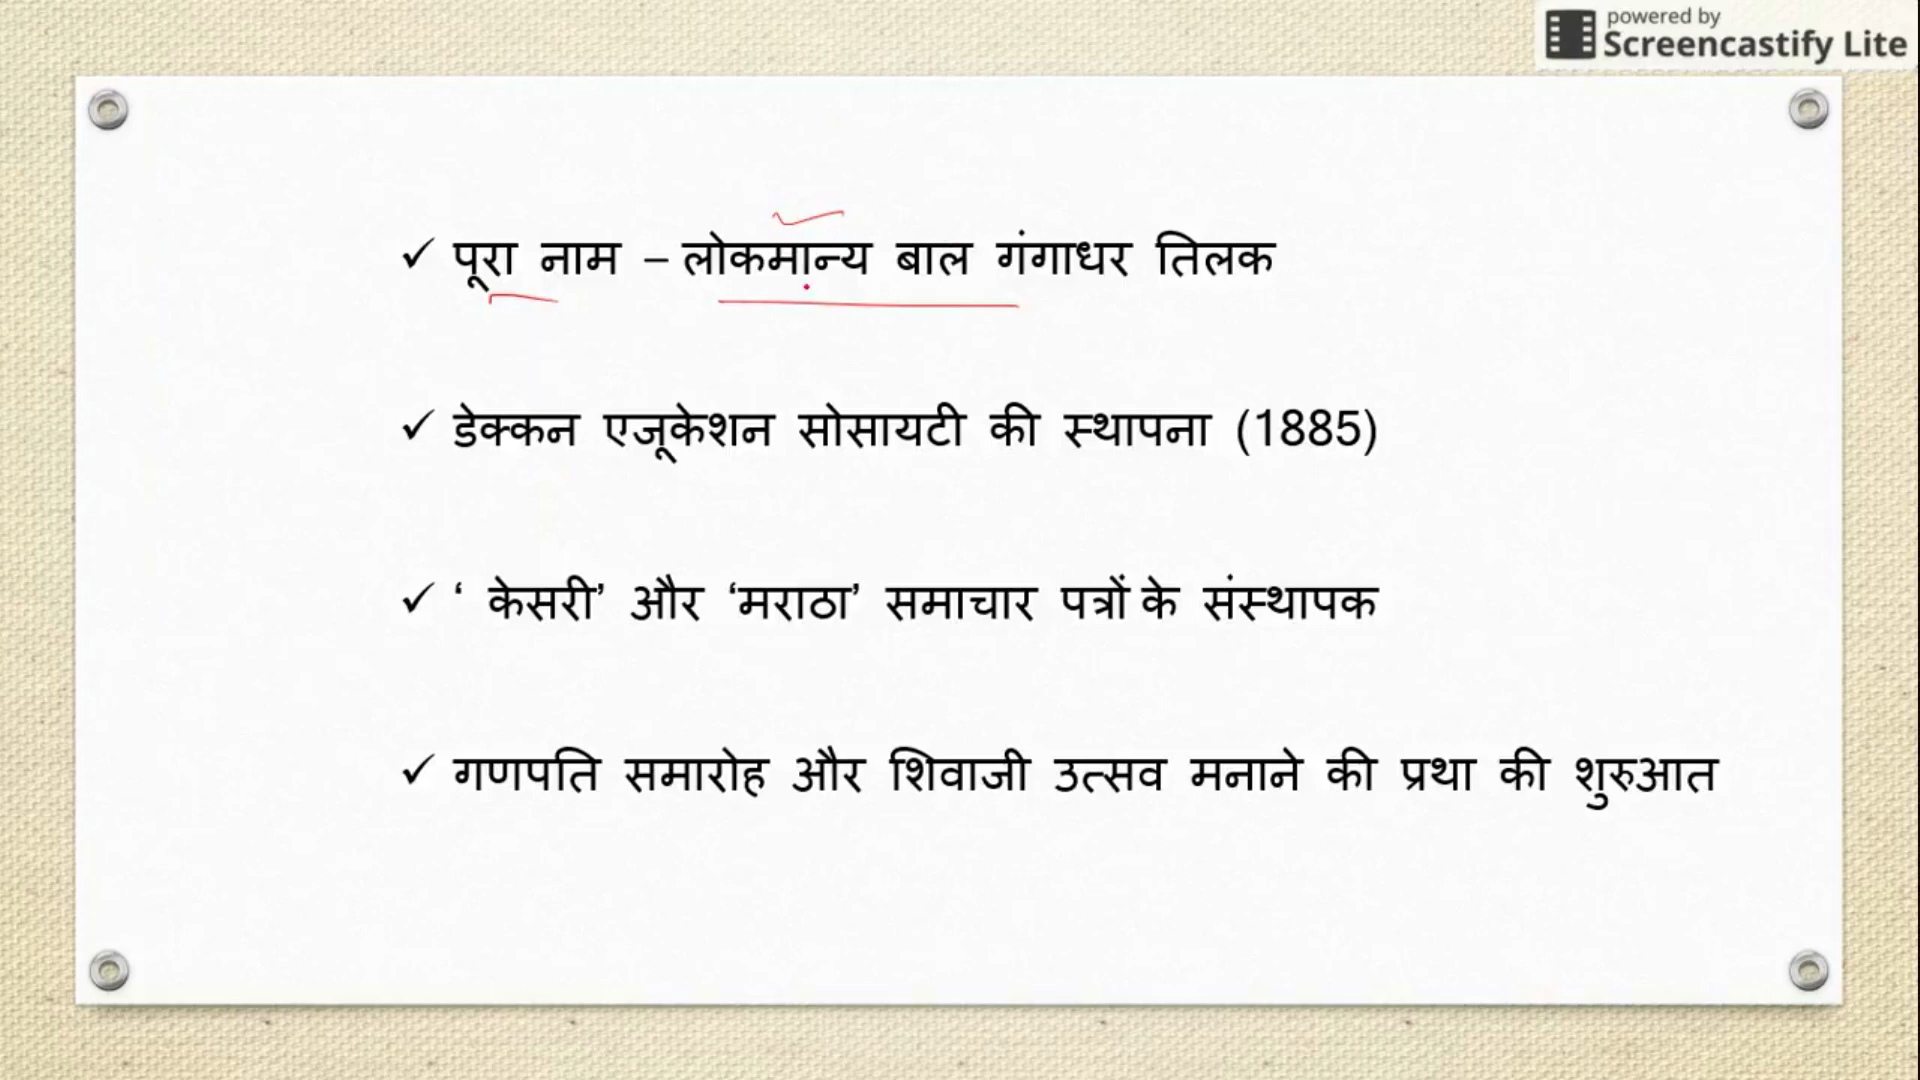 powered by
Screencastify Lite
✓ पूरा नाम – लोकमान्य बाल गंगाधर तिलक
✓ डेक्कन एजूकेशन सोसायटी की स्थापना (1885)
✓ ‘ केसरी’ और ‘मराठा’ समाचार पत्रों के संस्थापक
✓ गणपति समारोह और शिवाजी उत्सव मनाने की प्रथा की शुरुआत